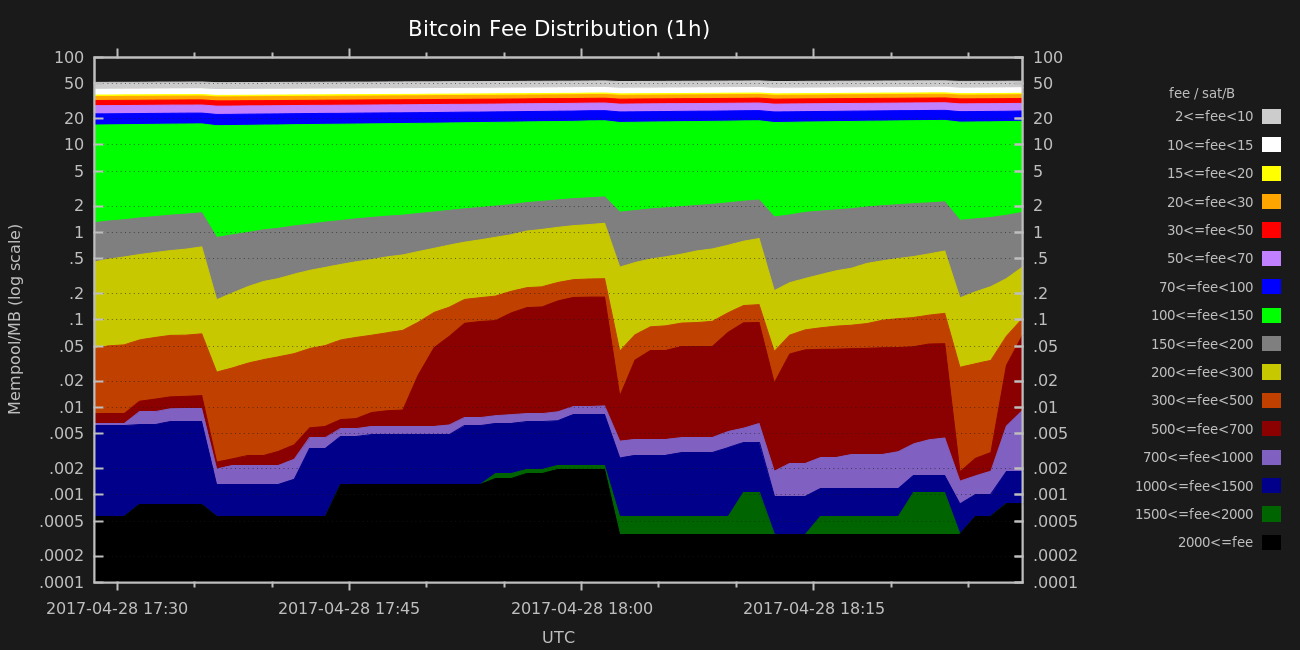 Bitcoin Fee Distribution (1h)
Mempool/MB (log scale)
100
50
20
10
5
2
1
.5
.2
.1
.05
.02
.01
.005
.002
.001
.0005
.0002
.0001
100
50
20
10
5
2
1
.5
.2
.1
.05
.02
.01
.005
.002
.001
.0005
.0002
.0001
2017-04-28 17:30
2017-04-28 17:45
2017-04-28 18:00
2017-04-28 18:15
UTC
fee / sat/B
2<=fee<10
10<=fee<15
15<=fee<20
20<=fee<30
30<=fee<50
50<=fee<70
70<=fee<100
100<=fee<150
150<=fee<200
200<=fee<300
300<=fee<500
500<=fee<700
700<=fee<1000
1000<=fee<1500
1500<=fee<2000
2000<=fee